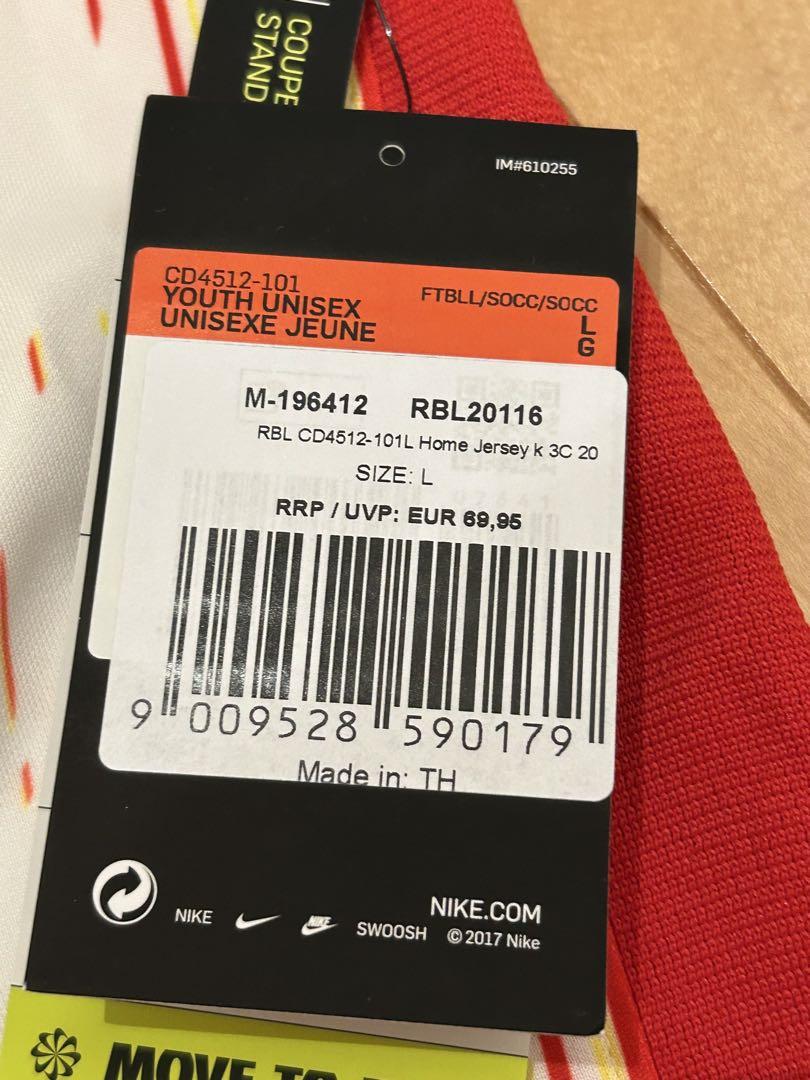 COUPE
STAND
IM#610255
CD4512-101
YOUTH UNISEX
UNISEXE JEUNE
FTBLL/SOCC/SOCC
L
G
M-196412 RBL20116
RBL CD4512-101L Home Jersey k 3C 20
SIZE: L
RRP / UVP: EUR 69,95
9 009528 590179
Made in: TH
NIKE NIKE SWOOSH
NIKE.COM
©2017 Nike
MOVE TO